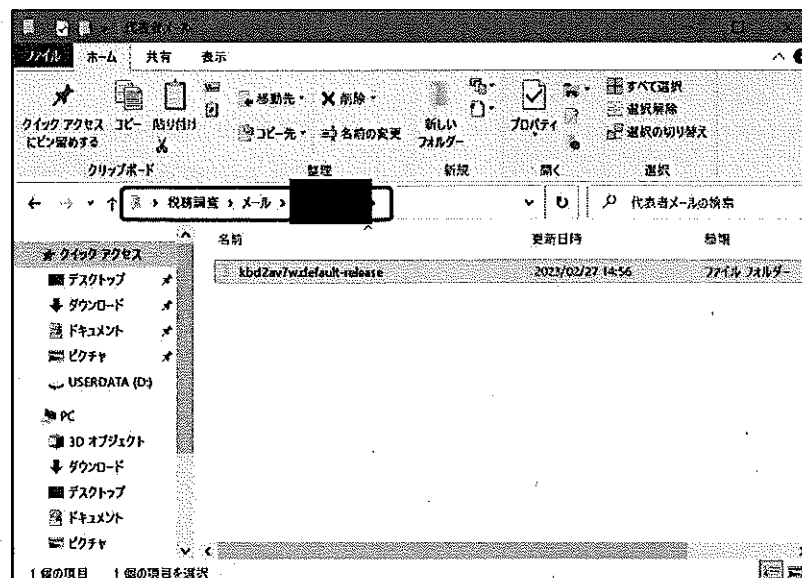 代表者メール
ファイル ホーム 共有 表示
クイック アクセスにピン留めする
コピー
貼り付け
移動先
コピー先
削除
名前の変更
新しいフォルダー
プロパティ
すべて選択
選択解除
選択の切り替え
クリップボード 整理 新規 開く 選択
税務調査 › メール ›
代表者メールの検索
名前 更新日時 種類
kbd2av7w.default-release 2023/02/27 14:56 ファイル フォルダー
クイック アクセス
デスクトップ
ダウンロード
ドキュメント
ピクチャ
USERDATA (D:)
PC
3D オブジェクト
ダウンロード
デスクトップ
ドキュメント
ピクチャ
1 個の項目 1 個の項目を選択